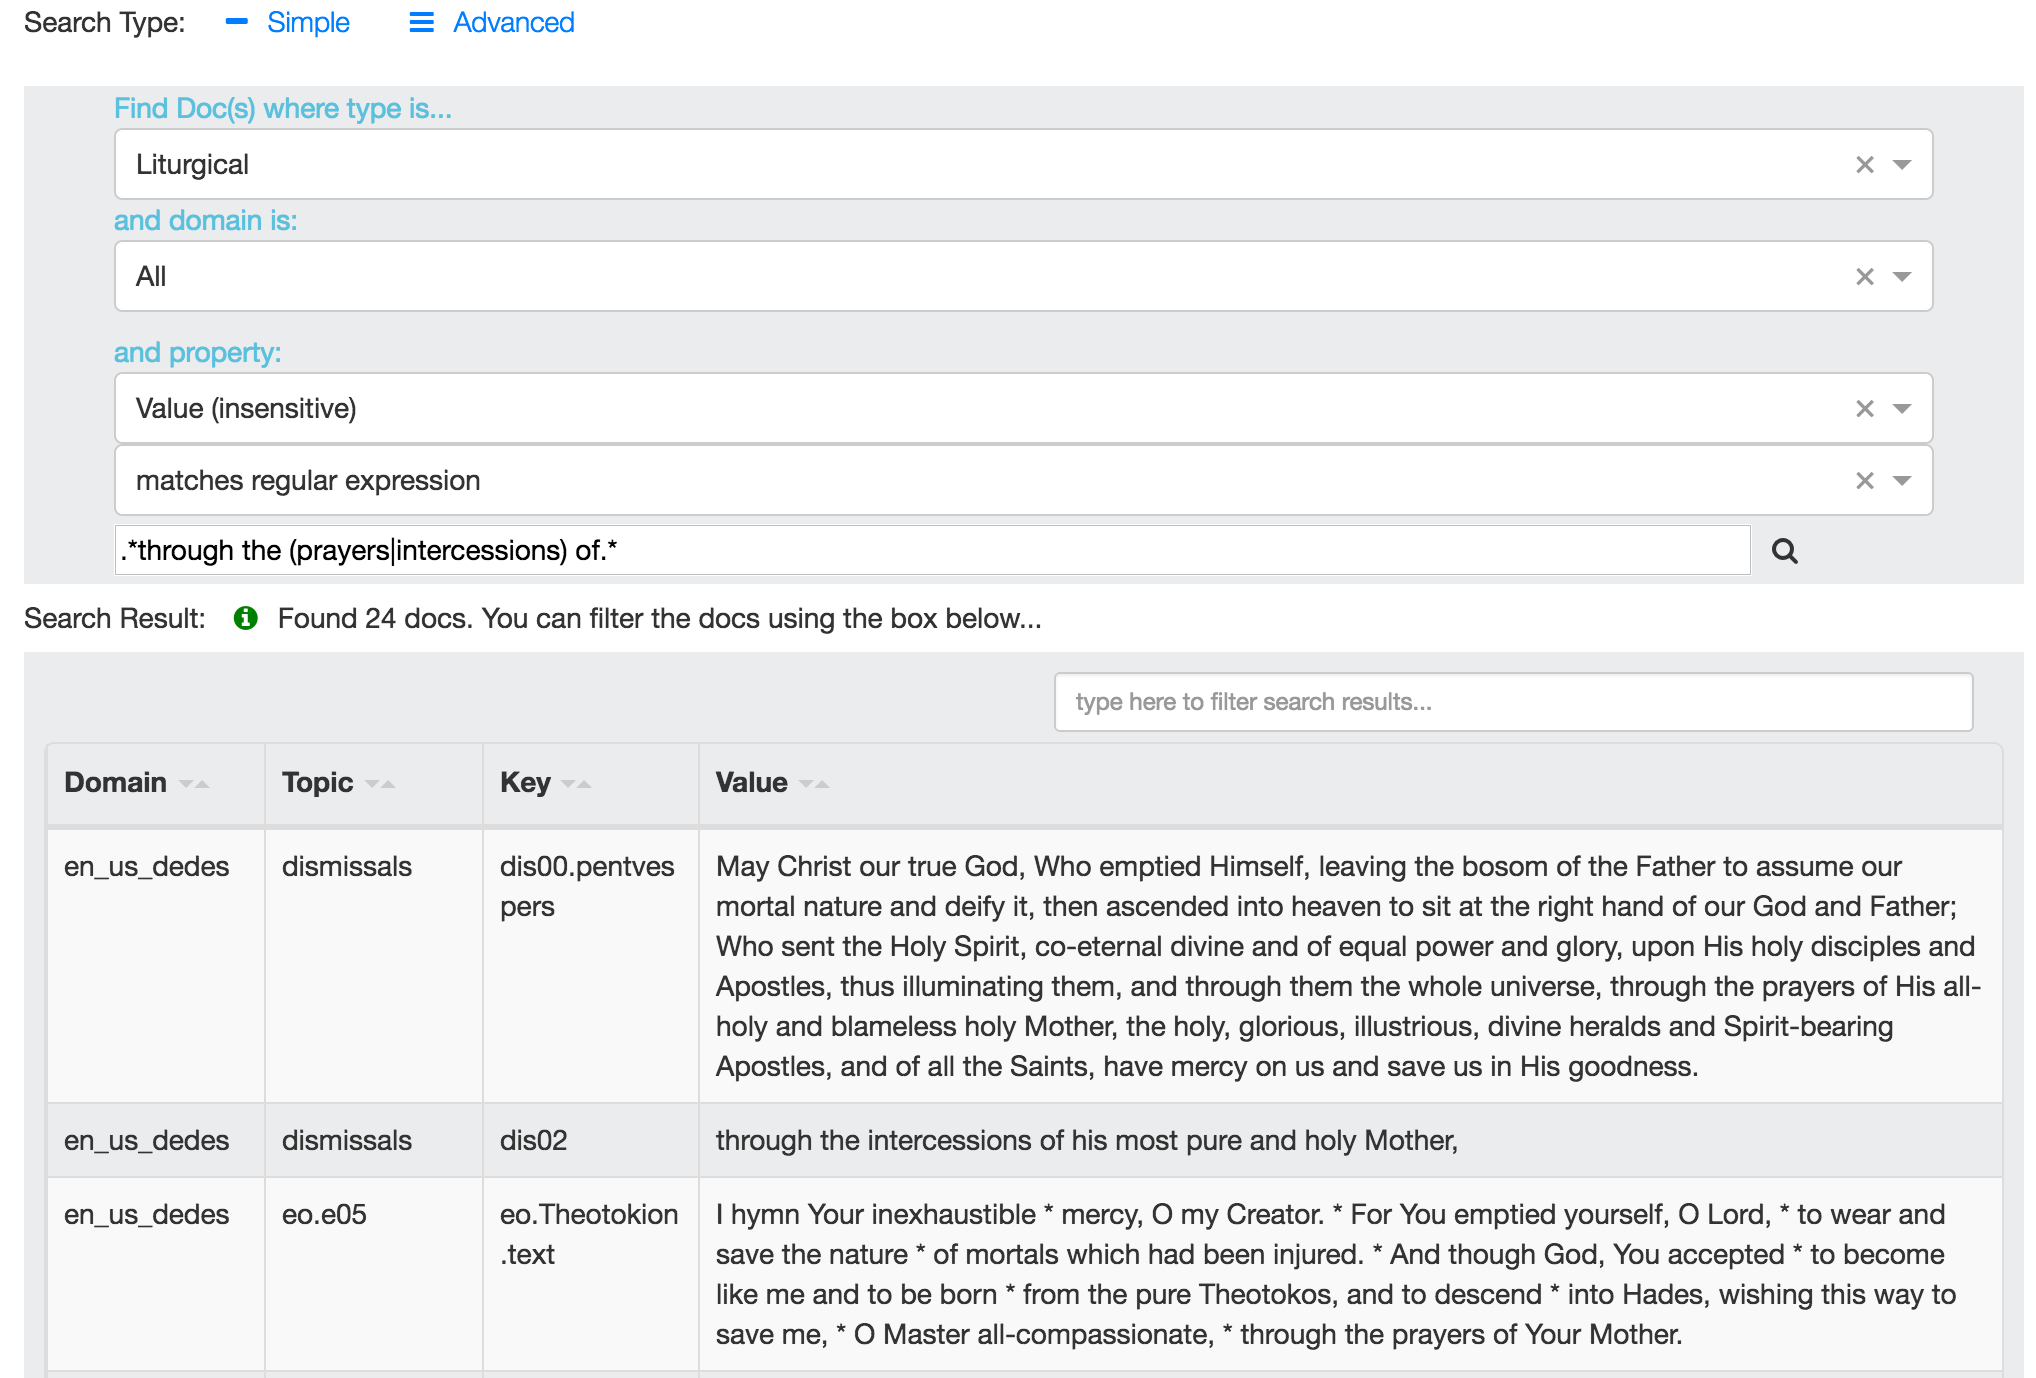 Search Type: Simple Advanced
Find Doc(s) where type is...
Liturgical
and domain is:
All
and property:
Value (insensitive)
matches regular expression
.*through the (prayers|intercessions) of.*
Search Result: Found 24 docs. You can filter the docs using the box below...
type here to filter search results...
Domain Topic Key Value
en_us_dedes dismissals dis00.pentves May Christ our true God, Who emptied Himself, leaving the bosom of the Father to assume our
pers mortal nature and deify it, then ascended into heaven to sit at the right hand of our God and Father;
Who sent the Holy Spirit, co-eternal divine and of equal power and glory, upon His holy disciples and
Apostles, thus illuminating them, and through them the whole universe, through the prayers of His all-
holy and blameless holy Mother, the holy, glorious, illustrious, divine heralds and Spirit-bearing
Apostles, and of all the Saints, have mercy on us and save us in His goodness.
en_us_dedes dismissals dis02 through the intercessions of his most pure and holy Mother,
en_us_dedes eo.e05 eo.Theotokion I hymn Your inexhaustible * mercy, O my Creator. * For You emptied yourself, O Lord, * to wear and
.text save the nature * of mortals which had been injured. * And though God, You accepted * to become
like me and to be born * from the pure Theotokos, and to descend * into Hades, wishing this way to
save me, * O Master all-compassionate, * through the prayers of Your Mother.